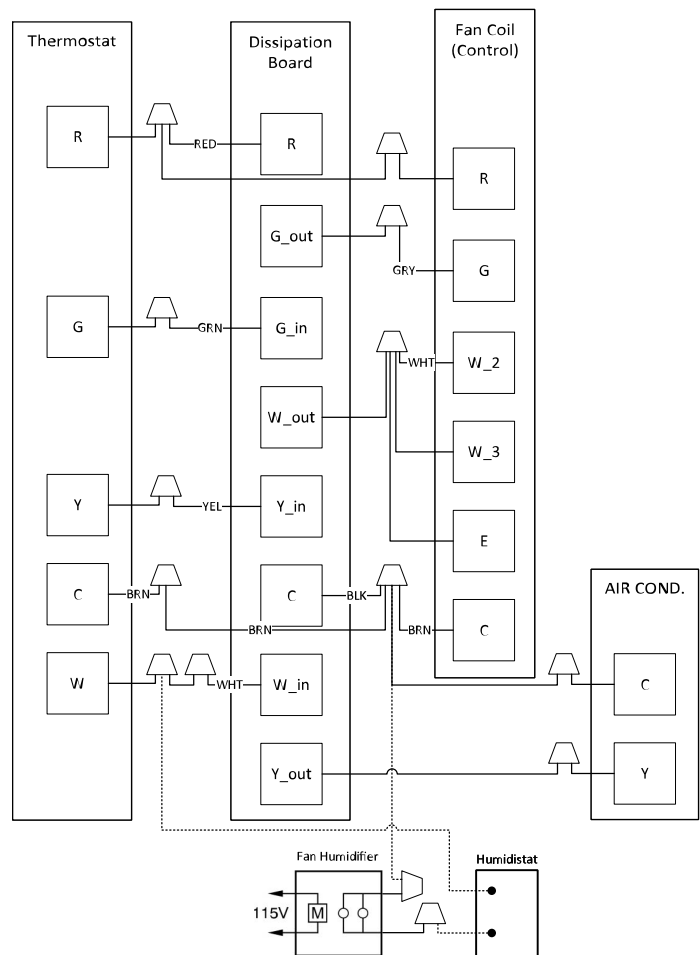 Thermostat
Dissipation
Board
Fan Coil
(Control)
R
RED
R
R
G_out
GRY
G
G
GRN
G_in
WHT
W_2
W_out
W_3
Y
YEL
Y_in
E
C
BRN
C
BLK
BRN
BRN
C
AIR COND.
W
WHT
W_in
C
Y_out
Y
Fan Humidifier
Humidistat
115V
M